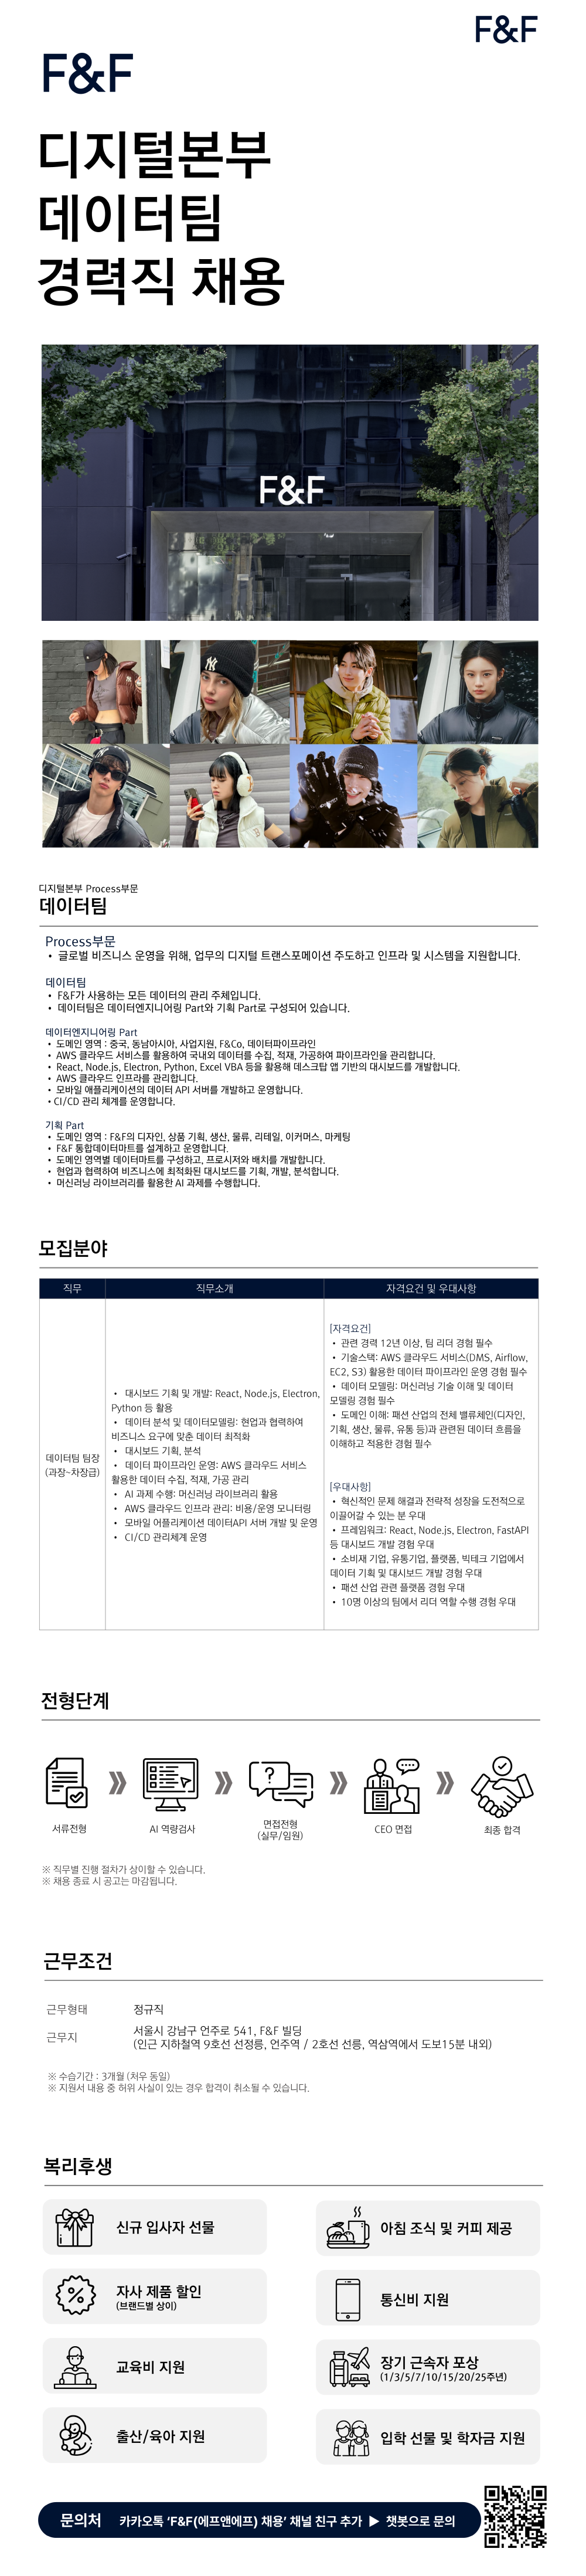 F&F
F&F
디지털본부
데이터팀
경력직 채용
F&F
디지털본부 Process부문
데이터팀
Process부문
• 글로벌 비즈니스 운영을 위해, 업무의 디지털 트랜스포메이션 주도하고 인프라 및 시스템을 지원합니다.
데이터팀
• F&F가 사용하는 모든 데이터의 관리 주체입니다.
• 데이터팀은 데이터엔지니어링 Part와 기획 Part로 구성되어 있습니다.
데이터엔지니어링 Part
• 도메인 영역 : 중국, 동남아시아, 사업지원, F&Co, 데이터파이프라인
• AWS 클라우드 서비스를 활용하여 국내외 데이터를 수집, 적재, 가공하여 파이프라인을 관리합니다.
• React, Node.js, Electron, Python, Excel VBA 등을 활용해 데스크탑 앱 기반의 대시보드를 개발합니다.
• AWS 클라우드 인프라를 관리합니다.
• 모바일 애플리케이션의 데이터 API 서버를 개발하고 운영합니다.
• CI/CD 관리 체계를 운영합니다.
기획 Part
• 도메인 영역 : F&F의 디자인, 상품 기획, 생산, 물류, 리테일, 이커머스, 마케팅
• F&F 통합데이터마트를 설계하고 운영합니다.
• 도메인 영역별 데이터마트를 구성하고, 프로시저와 배치를 개발합니다.
• 현업과 협력하여 비즈니스에 최적화된 대시보드를 기획, 개발, 분석합니다.
• 머신러닝 라이브러리를 활용한 AI 과제를 수행합니다.
모집분야
직무
직무소개
자격요건 및 우대사항
데이터팀 팀장
(과장~차장급)
• 대시보드 기획 및 개발: React, Node.js, Electron,
Python 등 활용
• 데이터 분석 및 데이터모델링: 현업과 협력하여
비즈니스 요구에 맞춘 데이터 최적화
• 대시보드 기획, 분석
• 데이터 파이프라인 운영: AWS 클라우드 서비스
활용한 데이터 수집, 적재, 가공 관리
• AI 과제 수행: 머신러닝 라이브러리 활용
• AWS 클라우드 인프라 관리: 비용/운영 모니터링
• 모바일 어플리케이션 데이터API 서버 개발 및 운영
• CI/CD 관리체계 운영
[자격요건]
• 관련 경력 12년 이상, 팀 리더 경험 필수
• 기술스택: AWS 클라우드 서비스(DMS, Airflow,
EC2, S3) 활용한 데이터 파이프라인 운영 경험 필수
• 데이터 모델링: 머신러닝 기술 이해 및 데이터
모델링 경험 필수
• 도메인 이해: 패션 산업의 전체 밸류체인(디자인,
기획, 생산, 물류, 유통 등)과 관련된 데이터 흐름을
이해하고 적용한 경험 필수
[우대사항]
• 혁신적인 문제 해결과 전략적 성장을 도전적으로
이끌어갈 수 있는 분 우대
• 프레임워크: React, Node.js, Electron, FastAPI
등 대시보드 개발 경험 우대
• 소비재 기업, 유통기업, 플랫폼, 빅테크 기업에서
데이터 기획 및 대시보드 개발 경험 우대
• 패션 산업 관련 플랫폼 경험 우대
• 10명 이상의 팀에서 리더 역할 수행 경험 우대
전형단계
서류전형
AI 역량검사
면접전형
(실무/임원)
CEO 면접
최종 합격
※ 직무별 진행 절차가 상이할 수 있습니다.
※ 채용 종료 시 공고는 마감됩니다.
근무조건
근무형태
정규직
근무지
서울시 강남구 언주로 541, F&F 빌딩
(인근 지하철역 9호선 선정릉, 언주역 / 2호선 선릉, 역삼역에서 도보15분 내외)
※ 수습기간 : 3개월 (처우 동일)
※ 지원서 내용 중 허위 사실이 있는 경우 합격이 취소될 수 있습니다.
복리후생
신규 입사자 선물
아침 조식 및 커피 제공
자사 제품 할인
(브랜드별 상이)
통신비 지원
교육비 지원
장기 근속자 포상
(1/3/5/7/10/15/20/25주년)
출산/육아 지원
입학 선물 및 학자금 지원
문의처 카카오톡 ‘F&F(에프앤에프) 채용’ 채널 친구 추가 ▶ 챗봇으로 문의